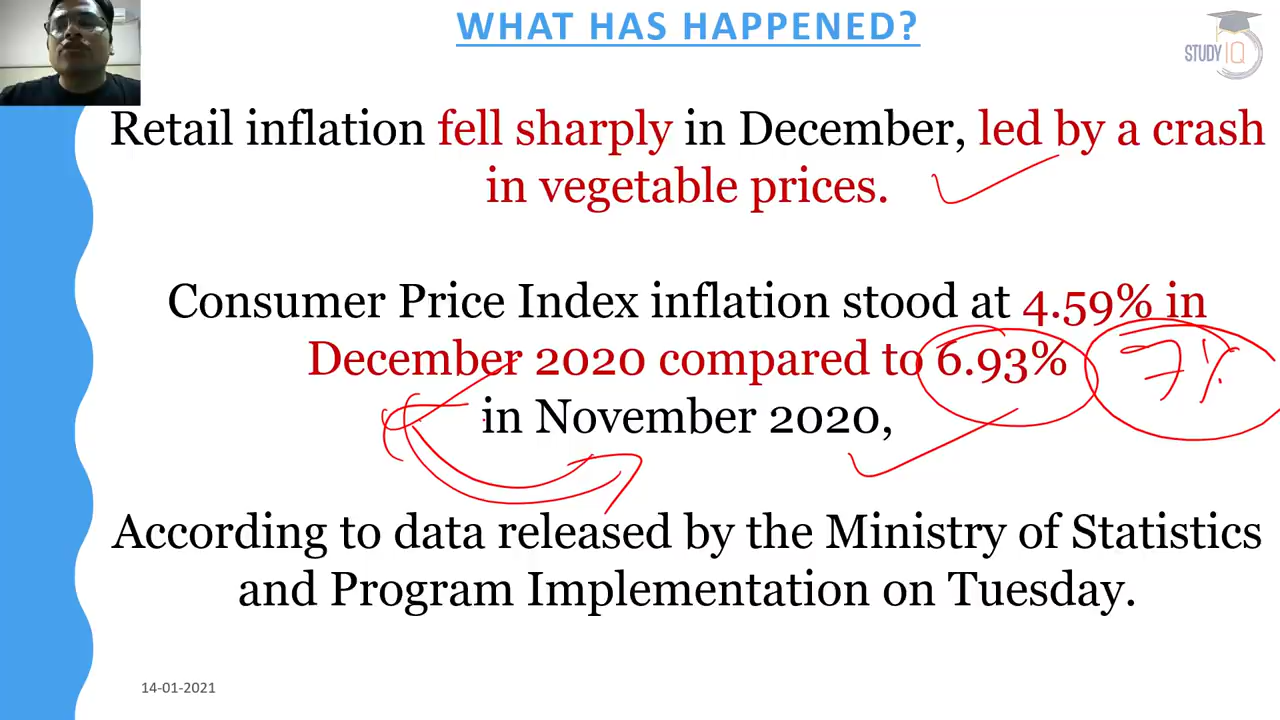 WHAT HAS HAPPENED?
STUDY IQ
Retail inflation fell sharply in December, led by a crash
in vegetable prices.
Consumer Price Index inflation stood at 4.59% in
December 2020 compared to 6.93%
7%
in November 2020,
According to data released by the Ministry of Statistics
and Program Implementation on Tuesday.
14-01-2021